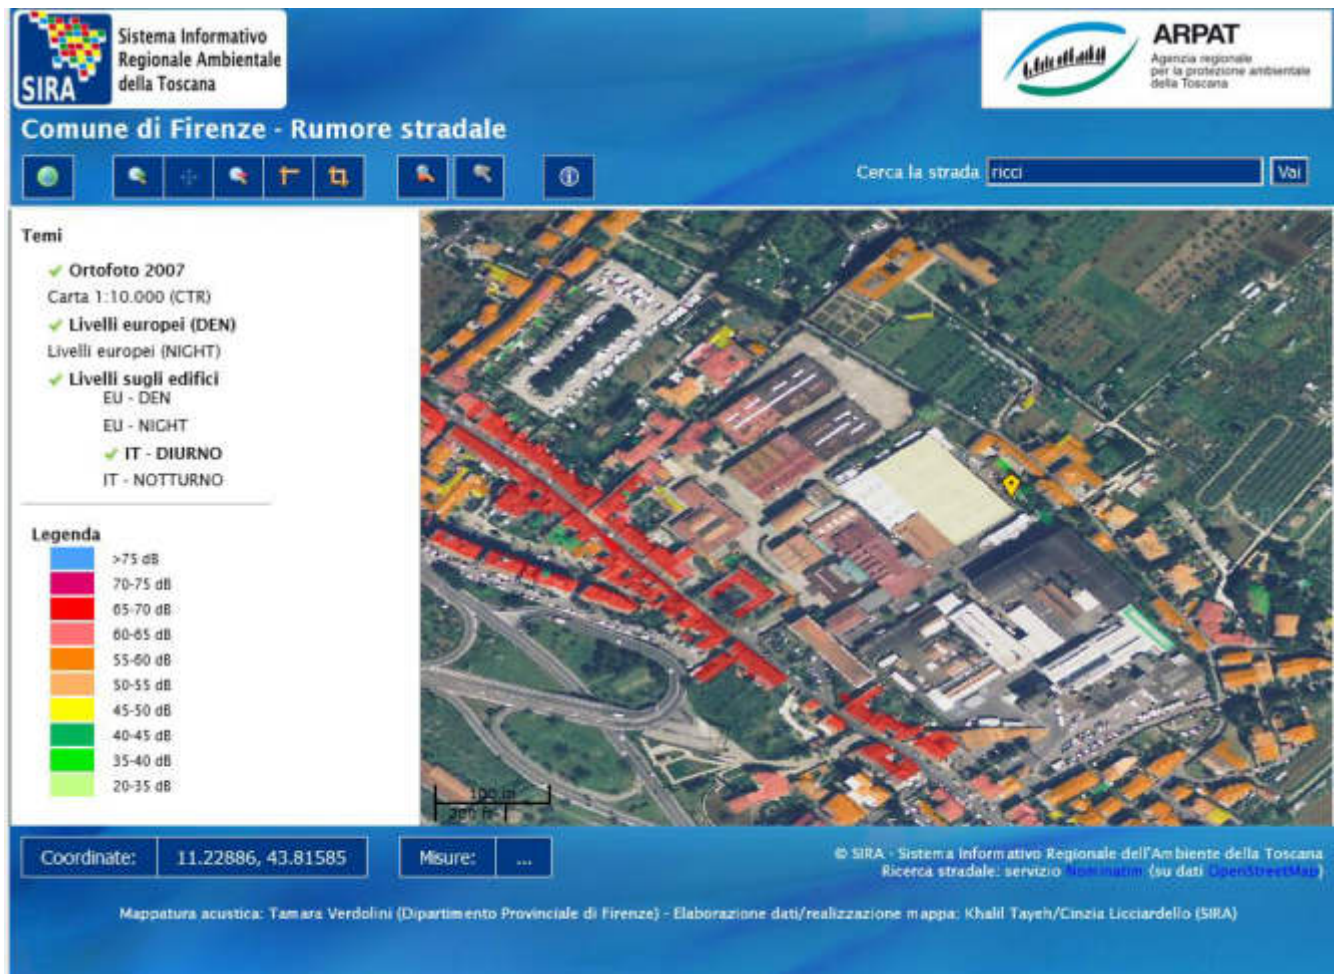 SIRA
Sistema Informativo
Regionale Ambientale
della Toscana
ARPAT
Agenzia regionale
per la protezione ambientale
della Toscana
Comune di Firenze - Rumore stradale
Cerca la strada ricci Vai
Temi
Ortofoto 2007
Carta 1:10.000 (CTR)
Livelli europei (DEN)
Livelli europei (NIGHT)
Livelli sugli edifici
EU - DEN
EU - NIGHT
IT - DIURNO
IT - NOTTURNO
Legenda
>75 dB
70-75 dB
65-70 dB
60-65 dB
55-60 dB
50-55 dB
45-50 dB
40-45 dB
35-40 dB
20-35 dB
100 m
Coordinate: 11.22886, 43.81585 Misure: ...
© SIRA - Sistema Informativo Regionale dell'Ambiente della Toscana
Ricerca stradale: servizio Nominatim (su dati OpenStreetMap)
Mappatura acustica: Tamara Verdolini (Dipartimento Provinciale di Firenze) - Elaborazione dati/realizzazione mappa: Khalil Tayeh/Cinzia Licciardello (SIRA)